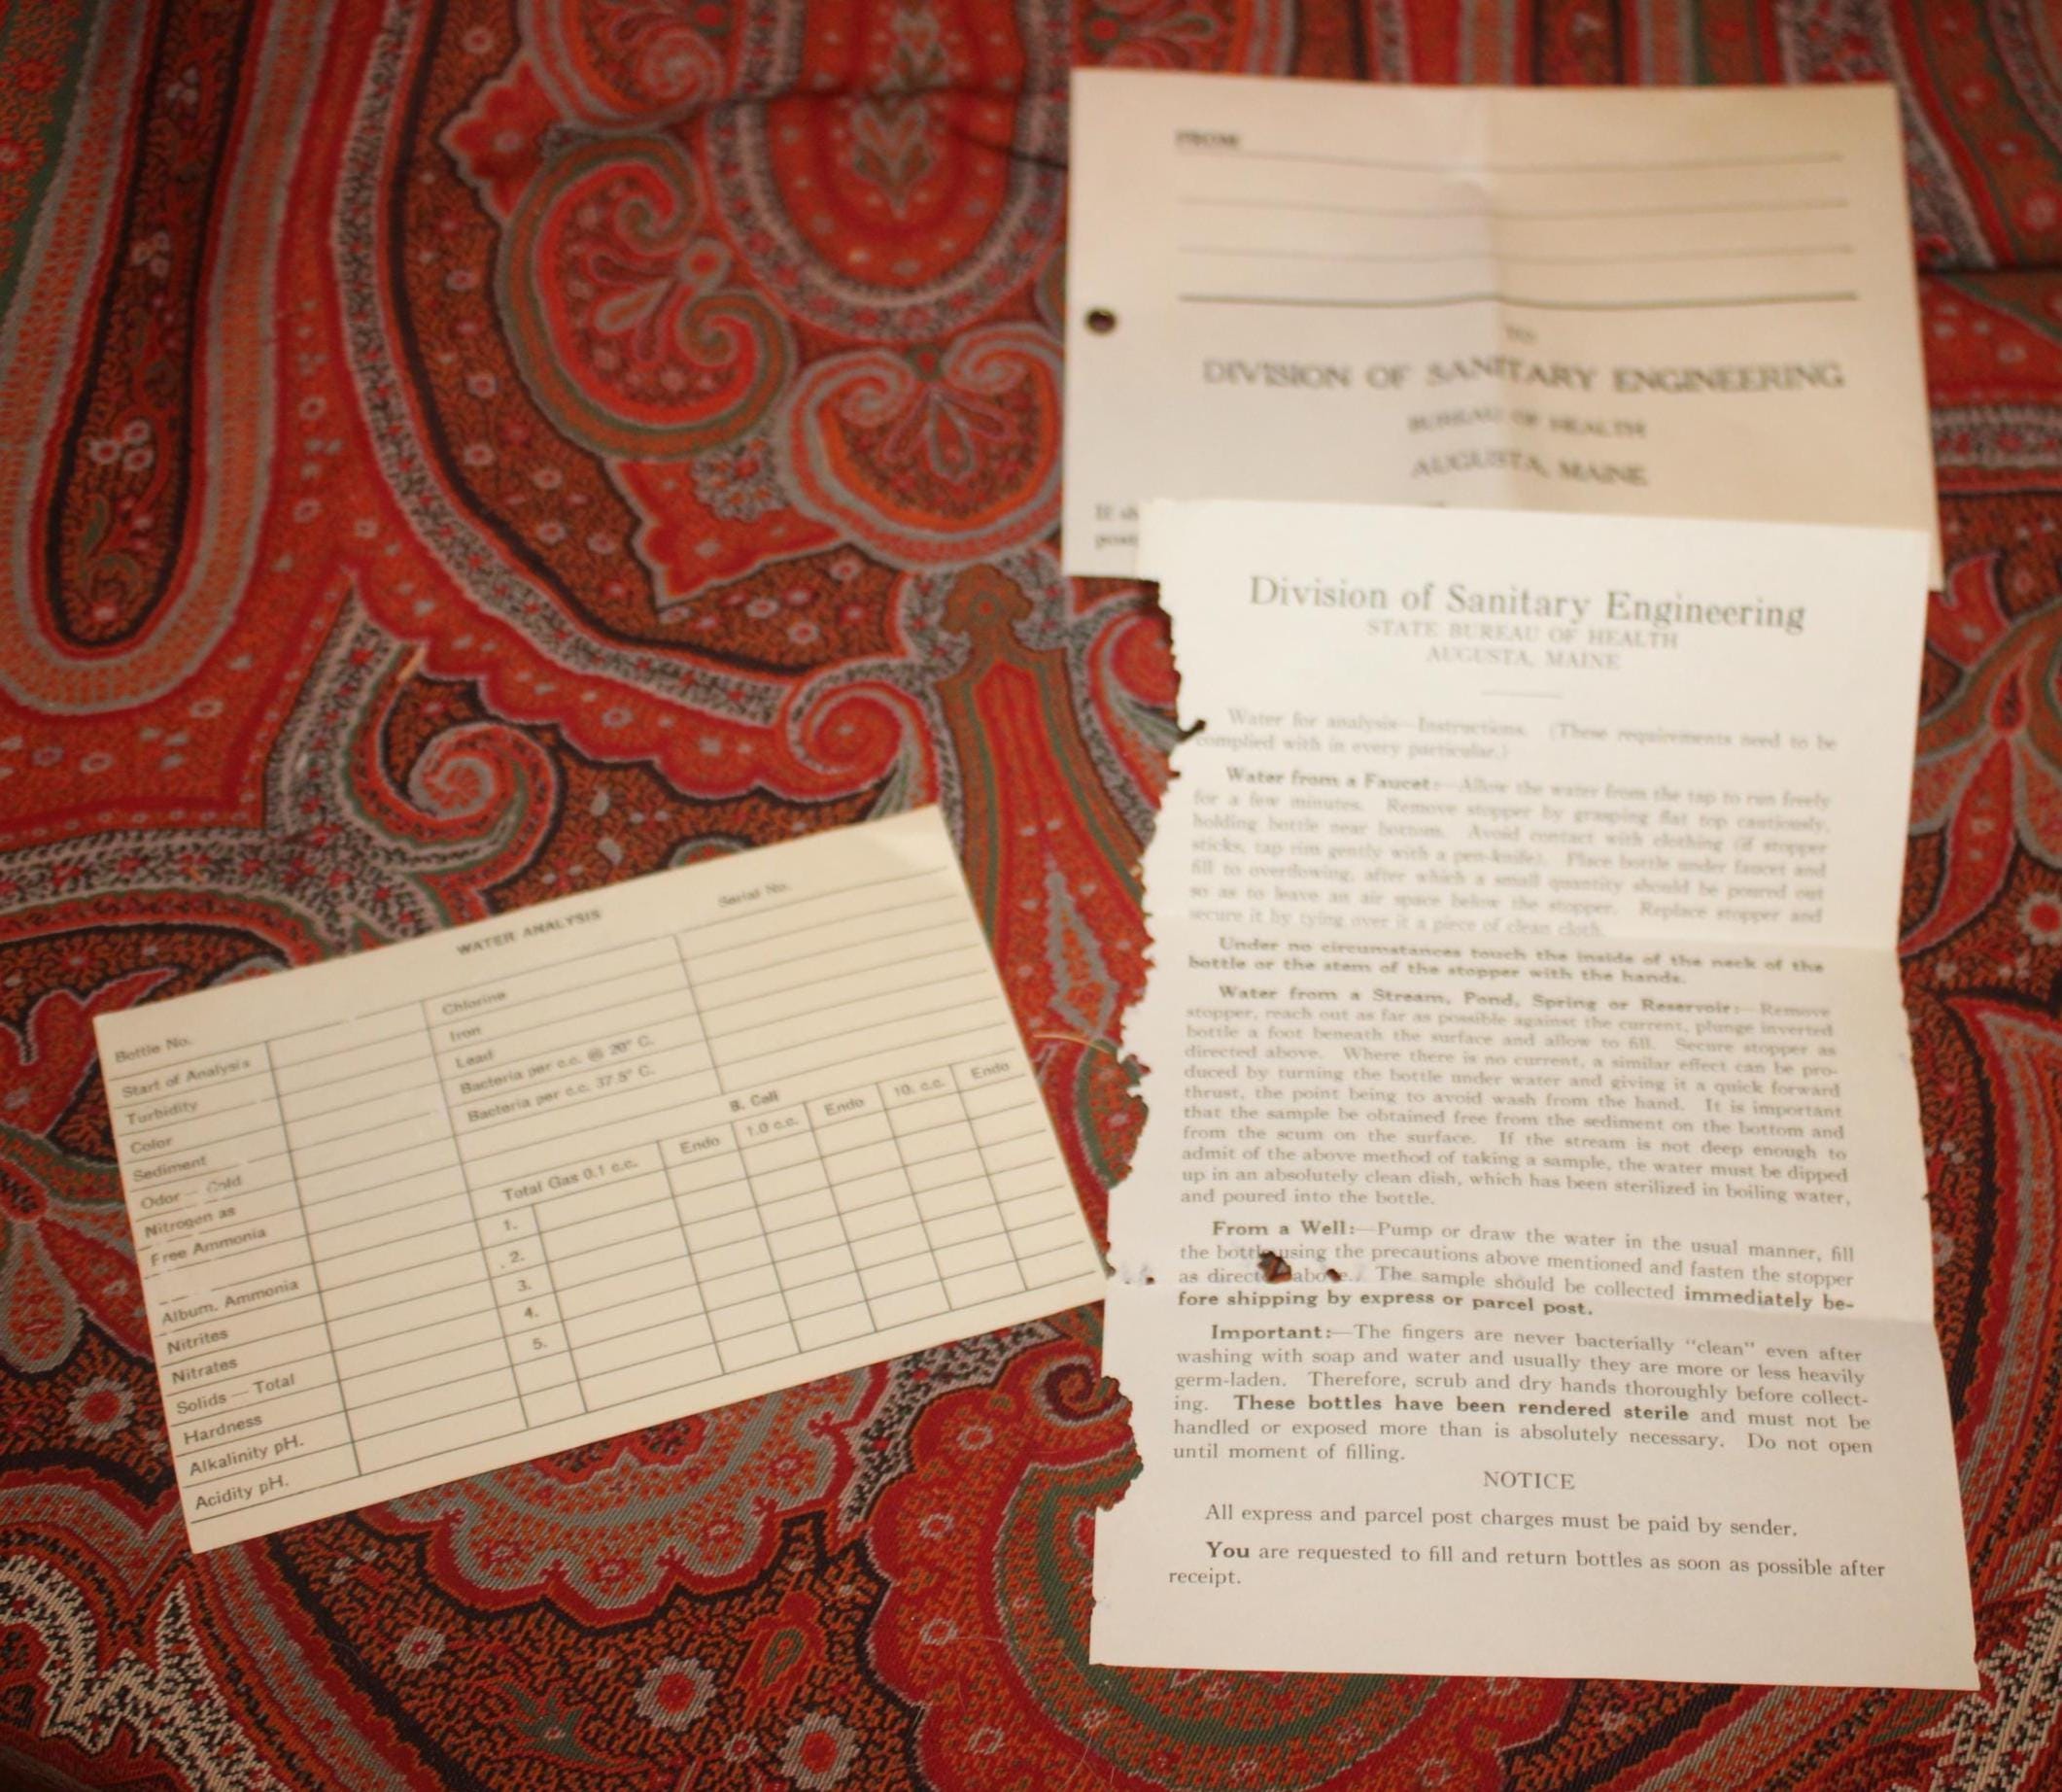 FROM
TO
DIVISION OF SANITARY ENGINEERING
BUREAU OF HEALTH
AUGUSTA, MAINE
Division of Sanitary Engineering
STATE BUREAU OF HEALTH
AUGUSTA, MAINE
Water for analysis—Instructions. (These requirements need to be
complied with in every particular.)
Water from a Faucet:—Allow the water from the tap to run freely
for a few minutes. Remove stopper by grasping flat top cautiously,
holding bottle near bottom. Avoid contact with clothing (if stopper
sticks, tap rim gently with a pen-knife). Place bottle under faucet and
fill to overflowing, after which a small quantity should be poured out
so as to leave an air space below the stopper. Replace stopper and
secure it by tying over it a piece of clean cloth.
Under no circumstances touch the inside of the neck of the
bottle or the stem of the stopper with the hands.
Water from a Stream, Pond, Spring or Reservoir:—Remove
stopper, reach out as far as possible against the current, plunge inverted
bottle a foot beneath the surface and allow to fill. Secure stopper as
directed above. Where there is no current, a similar effect can be pro-
duced by turning the bottle under water and giving it a quick forward
thrust, the point being to avoid wash from the hand. It is important
that the sample be obtained free from the sediment on the bottom and
from the scum on the surface. If the stream is not deep enough to
admit of the above method of taking a sample, the water must be dipped
up in an absolutely clean dish, which has been sterilized in boiling water,
and poured into the bottle.
From a Well:—Pump or draw the water in the usual manner, fill
the bottle using the precautions above mentioned and fasten the stopper
as directed above. The sample should be collected immediately be-
fore shipping by express or parcel post.
Important:—The fingers are never bacterially "clean" even after
washing with soap and water and usually they are more or less heavily
germ-laden. Therefore, scrub and dry hands thoroughly before collect-
ing. These bottles have been rendered sterile and must not be
handled or exposed more than is absolutely necessary. Do not open
until moment of filling.
NOTICE
All express and parcel post charges must be paid by sender.
You are requested to fill and return bottles as soon as possible after
receipt.
WATER ANALYSIS Serial No.
Bottle No.
Start of Analysis
Turbidity
Color
Sediment
Odor — Cold
Nitrogen as
Free Ammonia
Album. Ammonia
Nitrites
Nitrates
Solids — Total
Hardness
Alkalinity pH.
Acidity pH.
Chlorine
Iron
Lead
Bacteria per c.c. @ 20° C.
Bacteria per c.c. 37.5° C.
B. Coli
Total Gas 0.1 c.c. Endo 1.0 c.c. Endo 10. c.c. Endo
1.
2.
3.
4.
5.